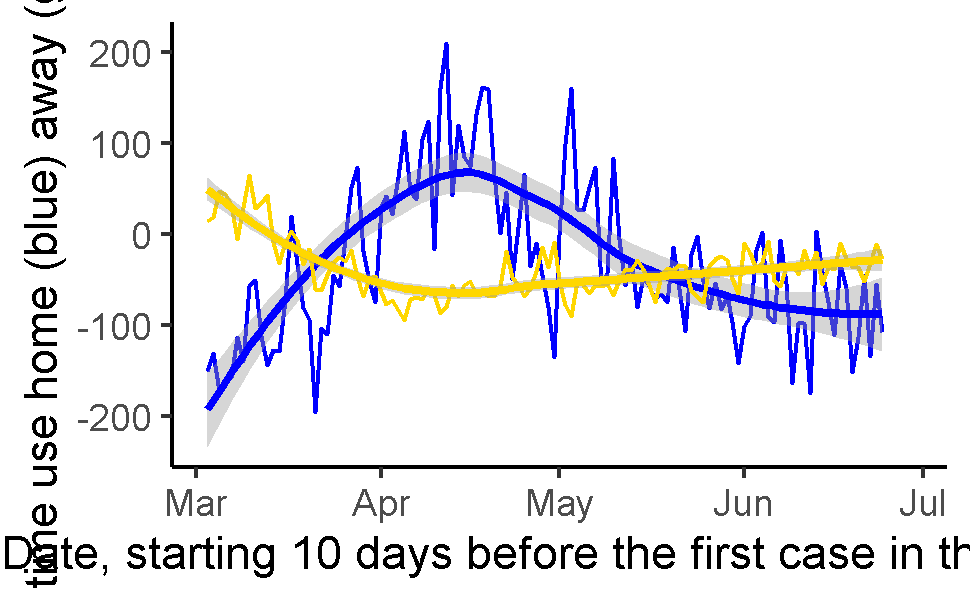 time use home (blue) away (
200
100
0
-100
-200
Mar Apr May Jun Jul
Date, starting 10 days before the first case in th